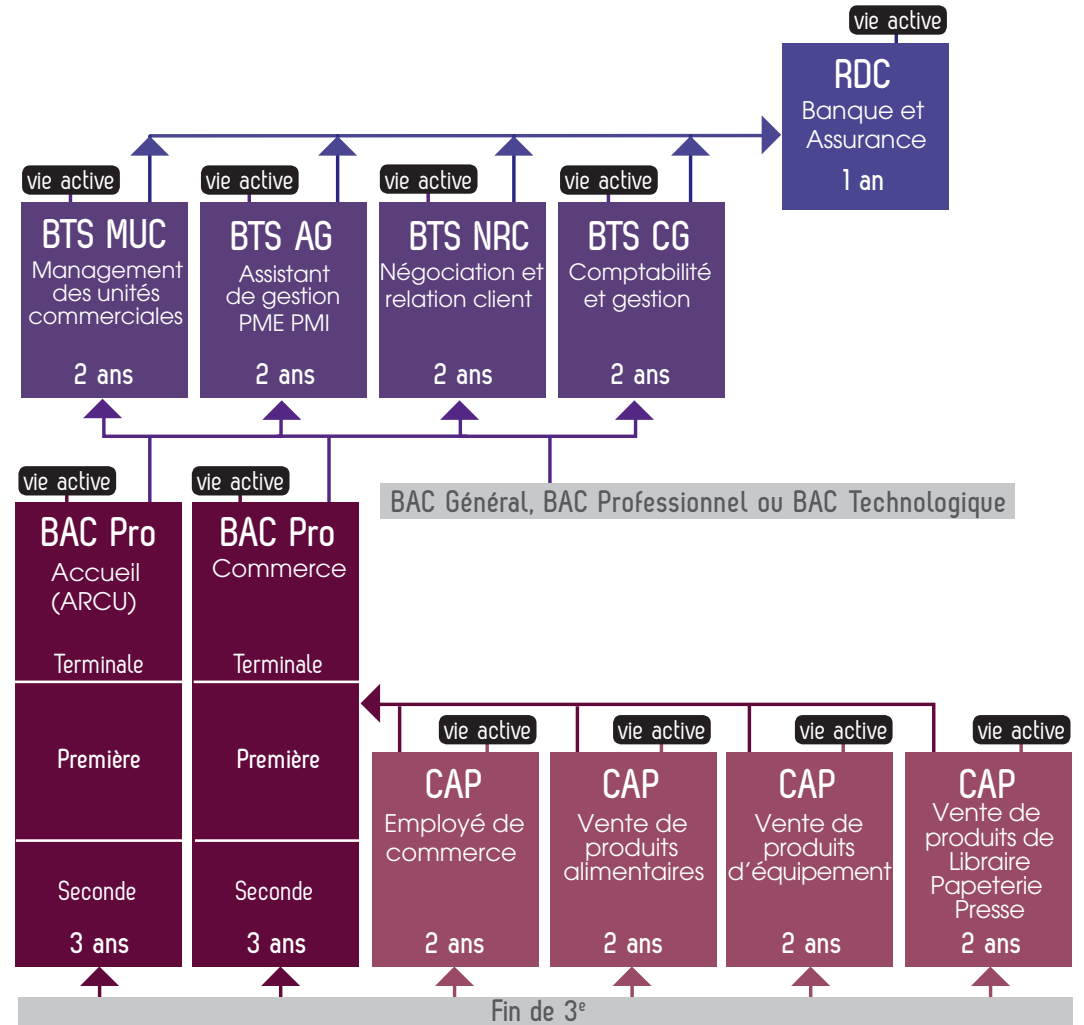 vie active
RDC
Banque et
Assurance
1 an
vie active
BTS MUC
Management
des unités
commerciales
2 ans
vie active
BTS AG
Assistant
de gestion
PME PMI
2 ans
vie active
BTS NRC
Négociation et
relation client
2 ans
vie active
BTS CG
Comptabilité
et gestion
2 ans
BAC Général, BAC Professionnel ou BAC Technologique
vie active
BAC Pro
Accueil
(ARCU)
Terminale
Première
Seconde
3 ans
vie active
BAC Pro
Commerce
Terminale
Première
Seconde
3 ans
vie active
CAP
Employé de
commerce
2 ans
vie active
CAP
Vente de
produits
alimentaires
2 ans
vie active
CAP
Vente de
produits
d'équipement
2 ans
vie active
CAP
Vente de
produits de
Libraire
Papeterie
Presse
2 ans
Fin de 3e